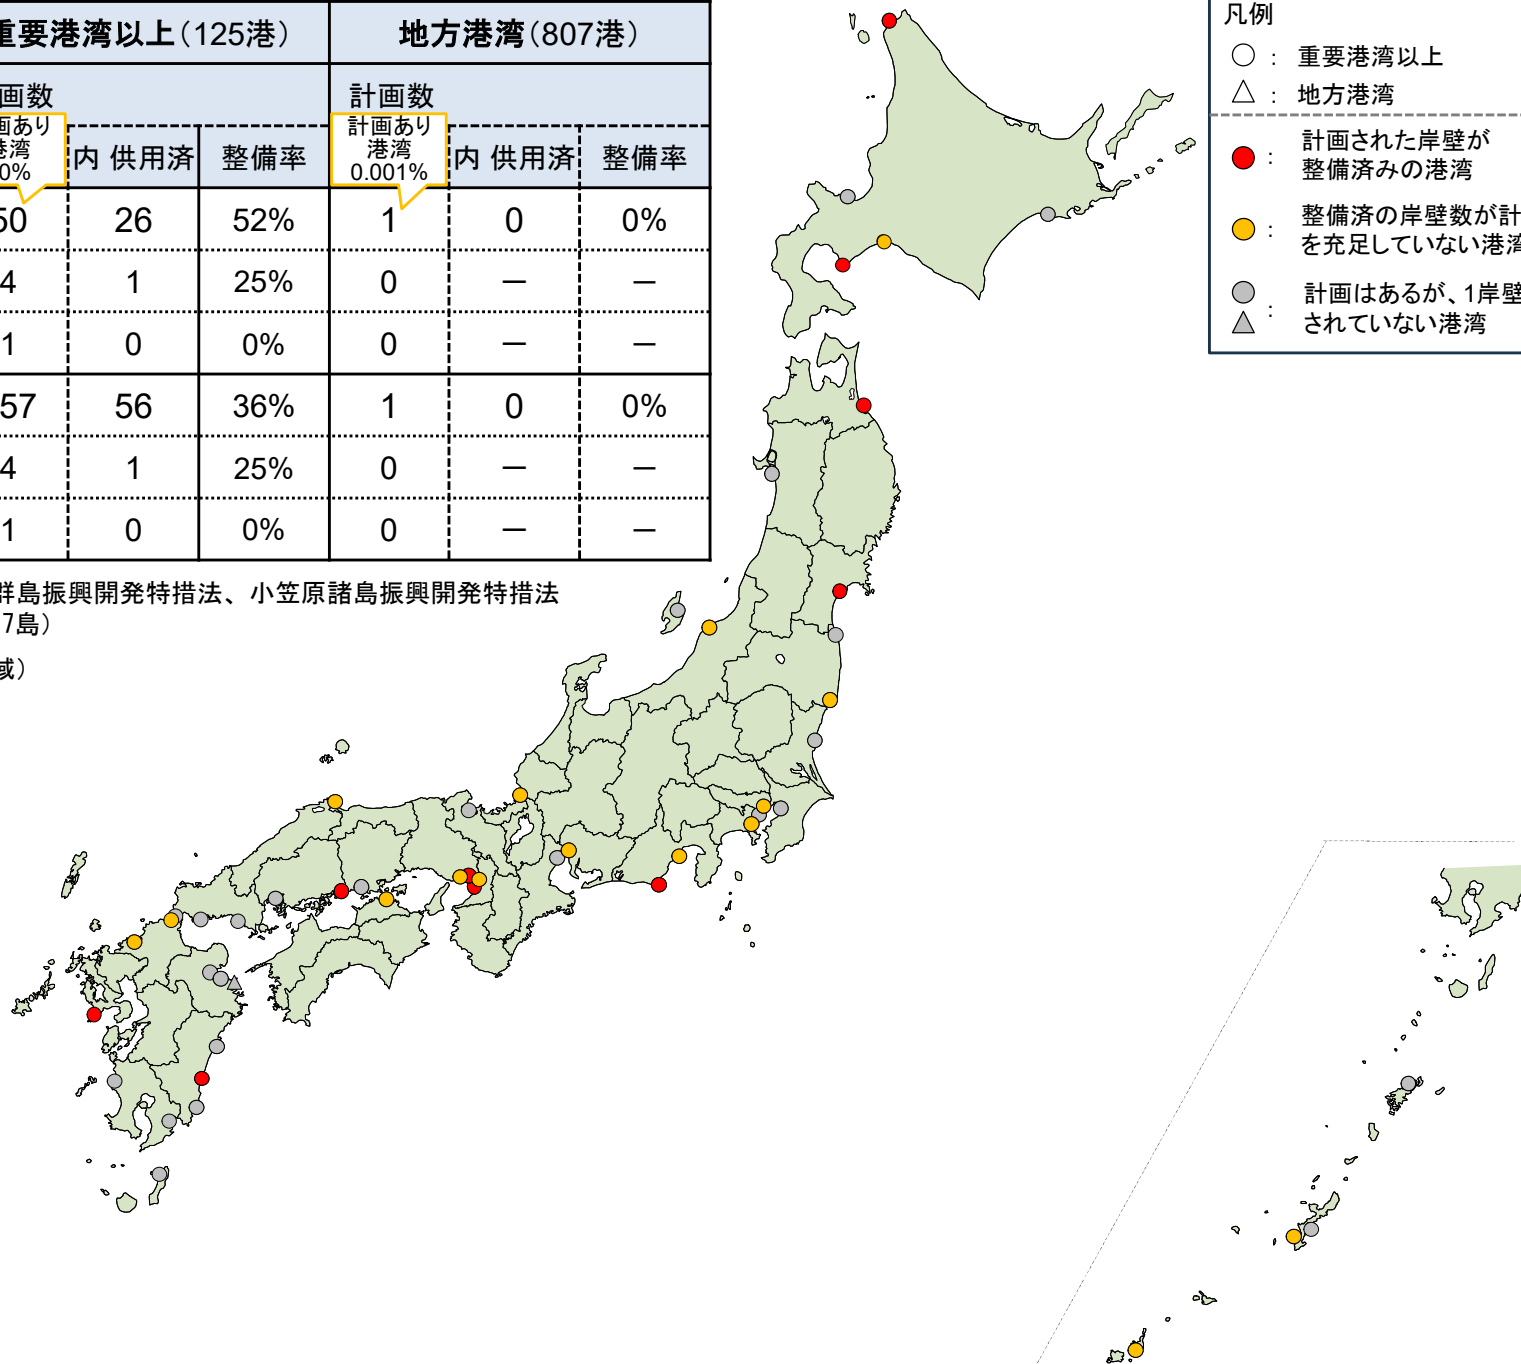 重要港湾以上（125港） 地方港湾（807港）
画数 計画数
画あり
港湾
0%
内 供用済 整備率
計画あり
港湾
0.001%
内 供用済 整備率
50 26 52% 1 0 0%
4 1 25% 0 － －
1 0 0% 0 － －
57 56 36% 1 0 0%
4 1 25% 0 － －
1 0 0% 0 － －
群島振興開発特措法、小笠原諸島振興開発特措法
7島）
域）
凡例
○ ： 重要港湾以上
△ ： 地方港湾
： 計画された岸壁が
整備済みの港湾
： 整備済の岸壁数が計
を充足していない港湾
： 計画はあるが、1岸壁
されていない港湾